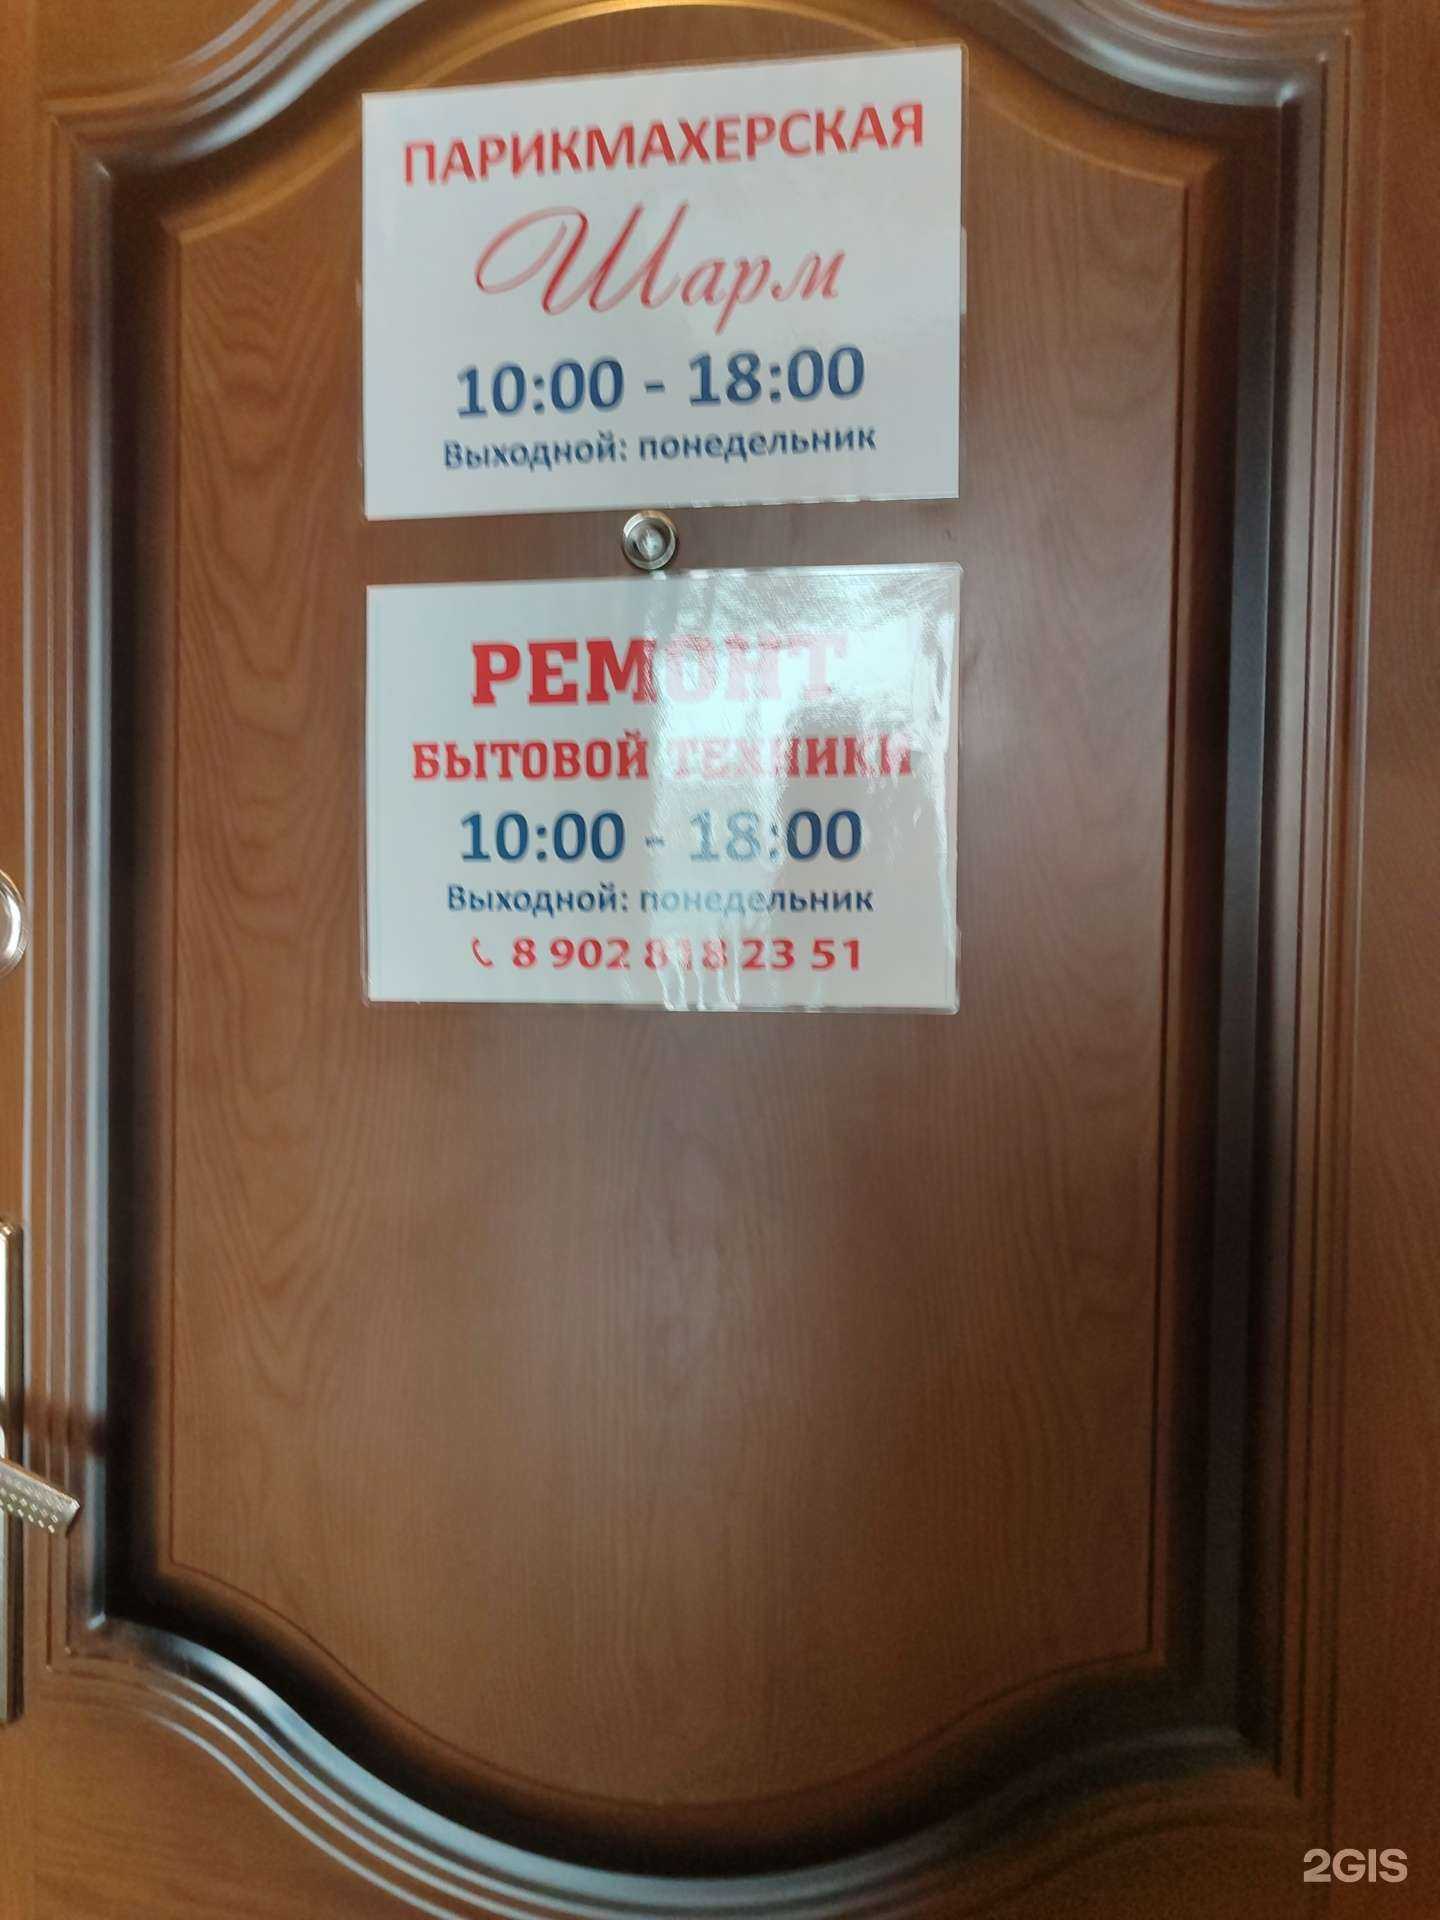 ПАРИКМАХЕРСКАЯ
Шарм
10:00 - 18:00
Выходной: понедельник
РЕМОНТ
БЫТОВОЙ ТЕХНИКИ
10:00 - 18:00
Выходной: понедельник
8 902 818 23 51
2GIS